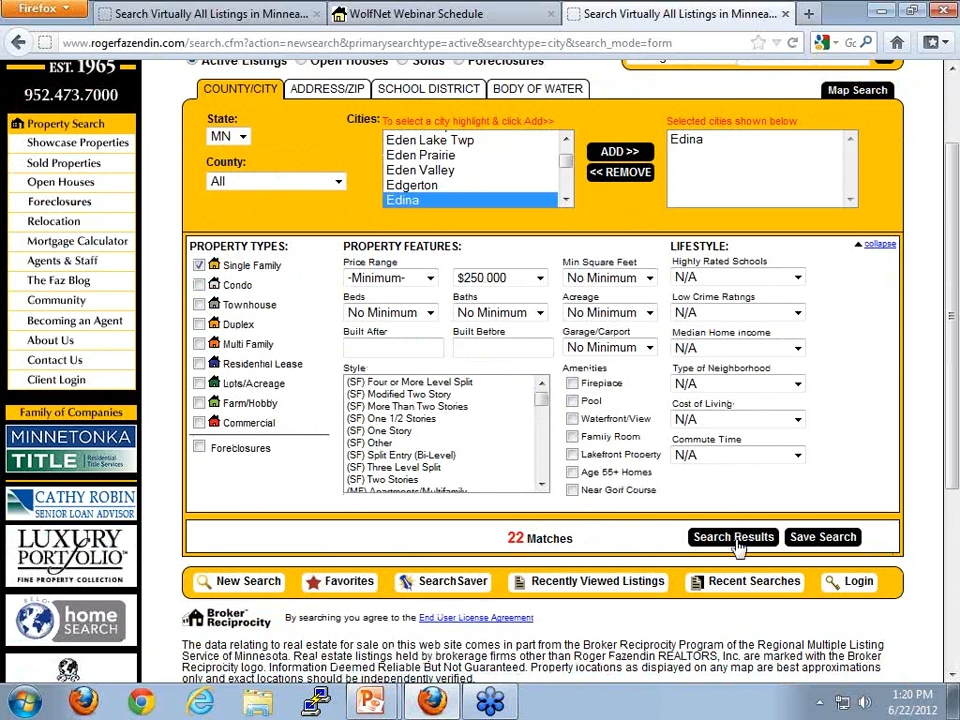 Firefox
Search Virtually All Listings in Minnea...
WolfNet Webinar Schedule
Search Virtually All Listings in Minnea...
www.rogerfazendin.com/search.cfm?action=newsearch&primarysearchtype=active&searchtype=city&search_mode=form
EST. 1965
952.473.7000
Property Search
Showcase Properties
Sold Properties
Open Houses
Foreclosures
Relocation
Mortgage Calculator
Agents & Staff
The Faz Blog
Community
Becoming an Agent
About Us
Contact Us
Client Login
Family of Companies
MINNETONKA
TITLE
Residential Title Services
CATHY ROBIN
SENIOR LOAN ADVISOR
LUXURY
PORTFOLIO
FINE PROPERTY COLLECTION
home
SEARCH
Active Listings Open Houses Solds Foreclosures
COUNTY/CITY ADDRESS/ZIP SCHOOL DISTRICT BODY OF WATER
Map Search
State:
MN
County:
All
Cities: To select a city highlight & click Add>>
Eden Lake Twp
Eden Prairie
Eden Valley
Edgerton
Edina
ADD >>
<< REMOVE
Selected cities shown below
Edina
PROPERTY TYPES:
Single Family
Condo
Townhouse
Duplex
Multi Family
Residential Lease
Lots/Acreage
Farm/Hobby
Commercial
Foreclosures
PROPERTY FEATURES:
Price Range
-Minimum- $250,000
Beds Baths
No Minimum No Minimum
Built After Built Before
Style:
(SF) Four or More Level Split
(SF) Modified Two Story
(SF) More Than Two Stories
(SF) One 1/2 Stories
(SF) One Story
(SF) Other
(SF) Split Entry (Bi-Level)
(SF) Three Level Split
(SF) Two Stories
(MF) Apartments/Multifamily
Min Square Feet
No Minimum
Acreage
No Minimum
Garage/Carport
No Minimum
Amenities
Fireplace
Pool
Waterfront/View
Family Room
Lakefront Property
Age 55+ Homes
Near Golf Course
LIFESTYLE:
collapse
Highly Rated Schools
N/A
Low Crime Ratings
N/A
Median Home income
N/A
Type of Neighborhood
N/A
Cost of Living
N/A
Commute Time
N/A
22 Matches
Search Results Save Search
New Search Favorites SearchSaver Recently Viewed Listings Recent Searches Login
Broker
Reciprocity
By searching you agree to the End User License Agreement
The data relating to real estate for sale on this web site comes in part from the Broker Reciprocity Program of the Regional Multiple Listing
Service of Minnesota. Real estate listings held by brokerage firms other than Roger Fazendin REALTORS, Inc. are marked with the Broker
Reciprocity logo. Information Deemed Reliable But Not Guaranteed. Property locations as displayed on any map are best approximations
only and exact locations should be independently verified.
1:20 PM
6/22/2012